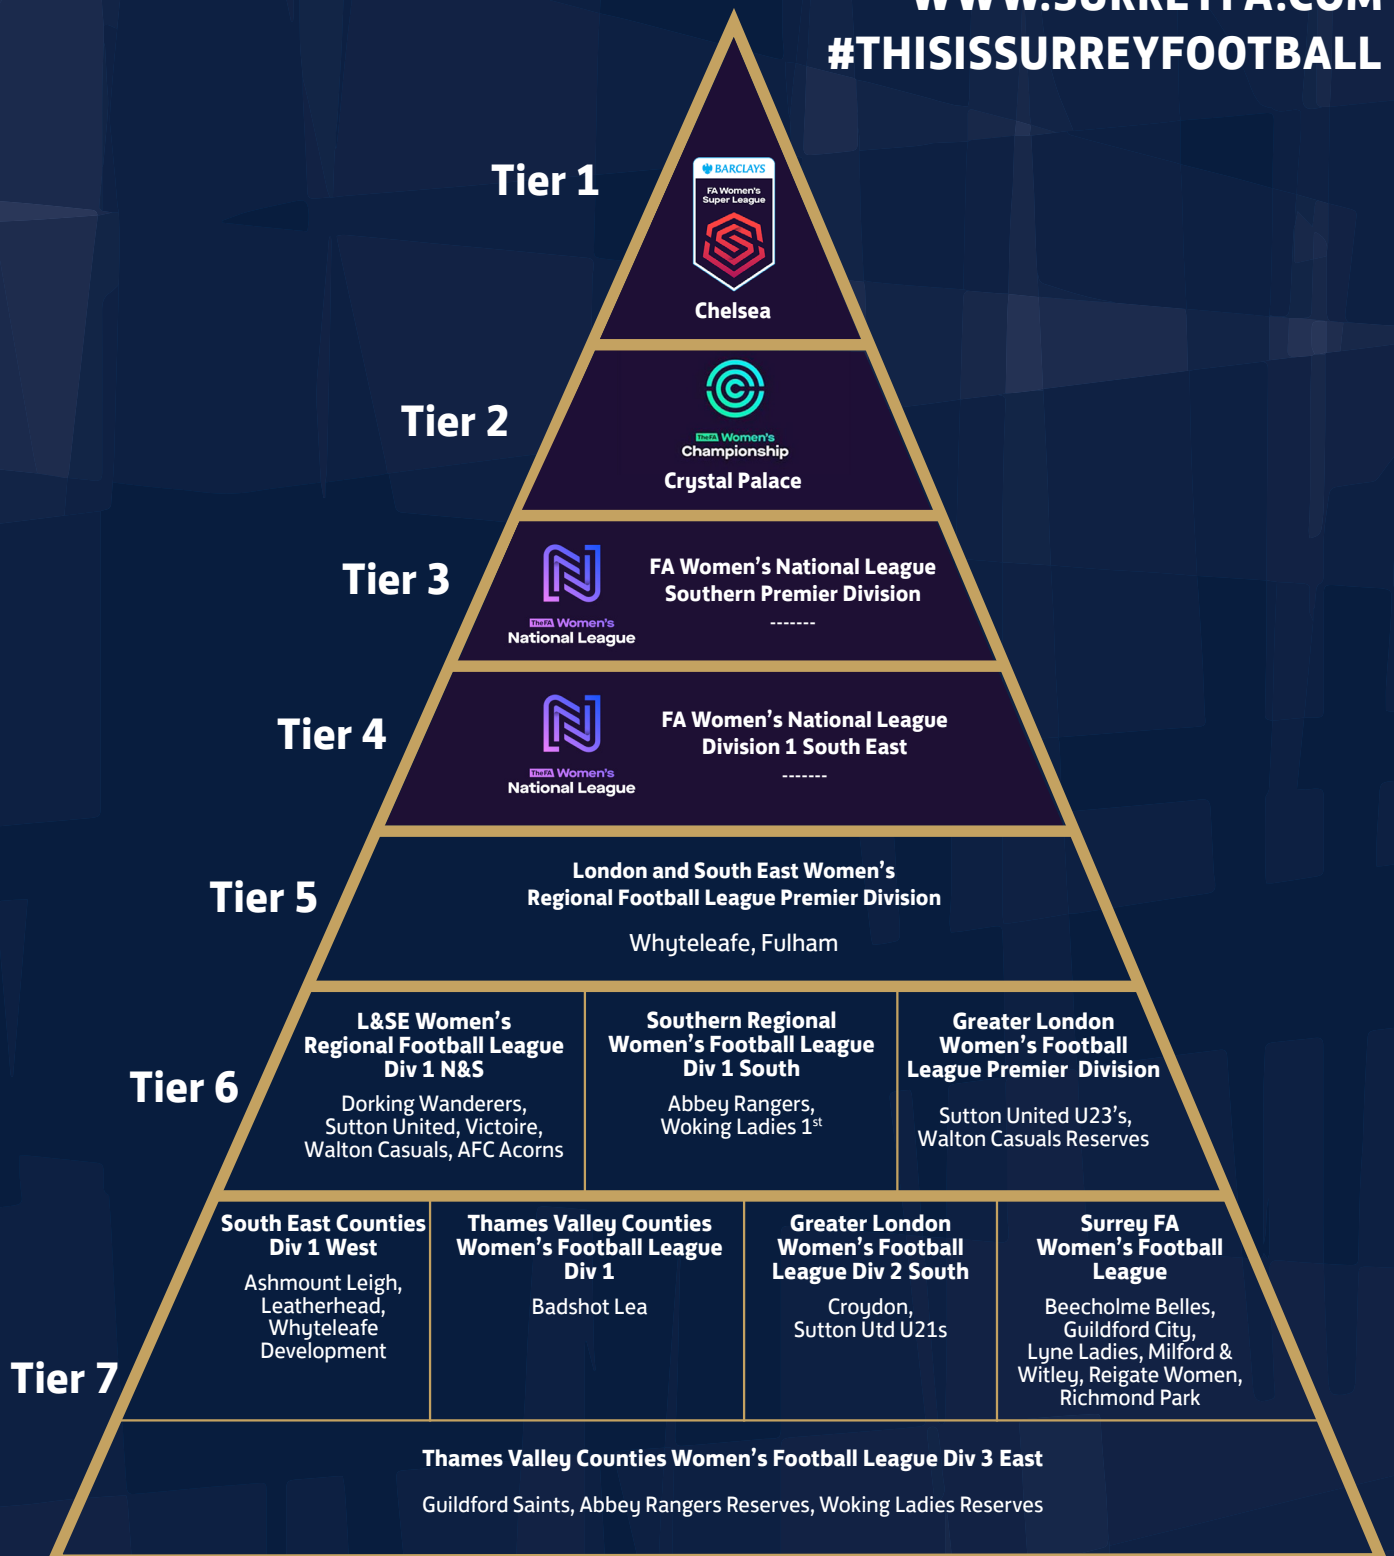 WWW.SURREYFA.COM
#THISISSURREYFOOTBALL
Tier 1
BARCLAYS
FA Women's
Super League
Chelsea
Tier 2
TheFA Women's
Championship
Crystal Palace
Tier 3
TheFA Women's
National League
FA Women's National League
Southern Premier Division
-------
Tier 4
TheFA Women's
National League
FA Women's National League
Division 1 South East
-------
Tier 5
London and South East Women's
Regional Football League Premier Division
Whyteleafe, Fulham
Tier 6
L&SE Women's
Regional Football League
Div 1 N&S
Dorking Wanderers,
Sutton United, Victoire,
Walton Casuals, AFC Acorns
Southern Regional
Women's Football League
Div 1 South
Abbey Rangers,
Woking Ladies 1st
Greater London
Women's Football
League Premier Division
Sutton United U23's,
Walton Casuals Reserves
Tier 7
South East Counties
Div 1 West
Ashmount Leigh,
Leatherhead,
Whyteleafe
Development
Thames Valley Counties
Women's Football League
Div 1
Badshot Lea
Greater London
Women's Football
League Div 2 South
Croydon,
Sutton Utd U21s
Surrey FA
Women's Football
League
Beecholme Belles,
Guildford City,
Lyne Ladies, Milford &
Witley, Reigate Women,
Richmond Park
Thames Valley Counties Women's Football League Div 3 East
Guildford Saints, Abbey Rangers Reserves, Woking Ladies Reserves